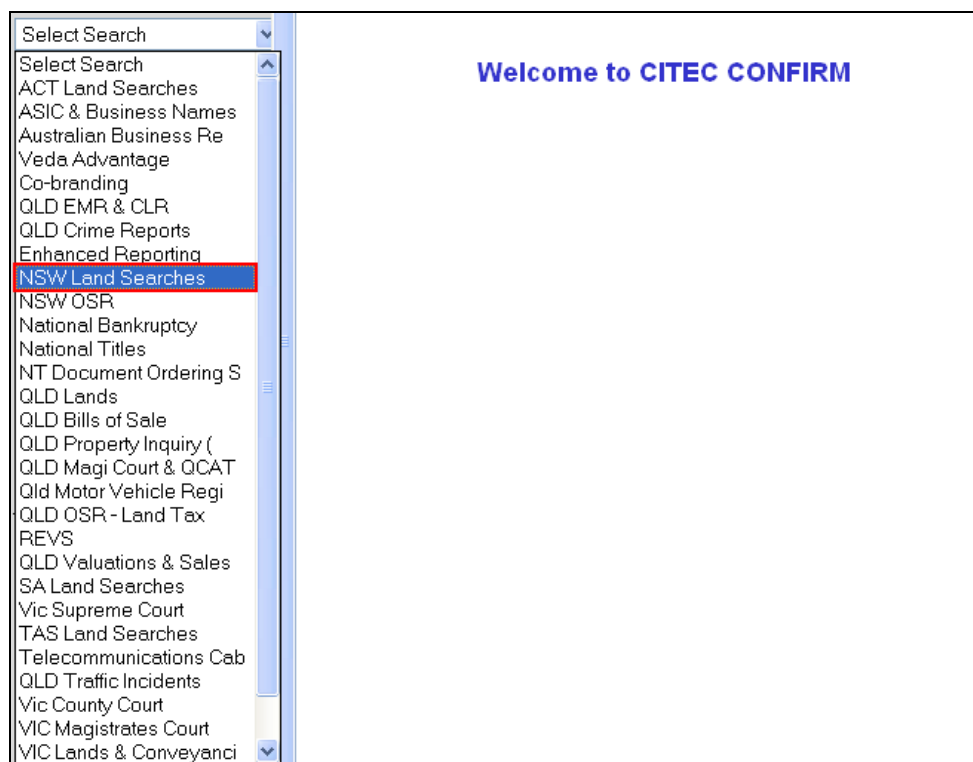 Select Search
Welcome to CITEC CONFIRM
Select Search
ACT Land Searches
ASIC & Business Names
Australian Business Re
Veda Advantage
Co-branding
QLD EMR & CLR
QLD Crime Reports
Enhanced Reporting
NSW Land Searches
NSW OSR
National Bankruptcy
National Titles
NT Document Ordering S
QLD Lands
QLD Bills of Sale
QLD Property Inquiry (
QLD Magi Court & QCAT
Qld Motor Vehicle Regi
QLD OSR - Land Tax
REVS
QLD Valuations & Sales
SA Land Searches
Vic Supreme Court
TAS Land Searches
Telecommunications Cab
QLD Traffic Incidents
Vic County Court
VIC Magistrates Court
VIC Lands & Conveyanci